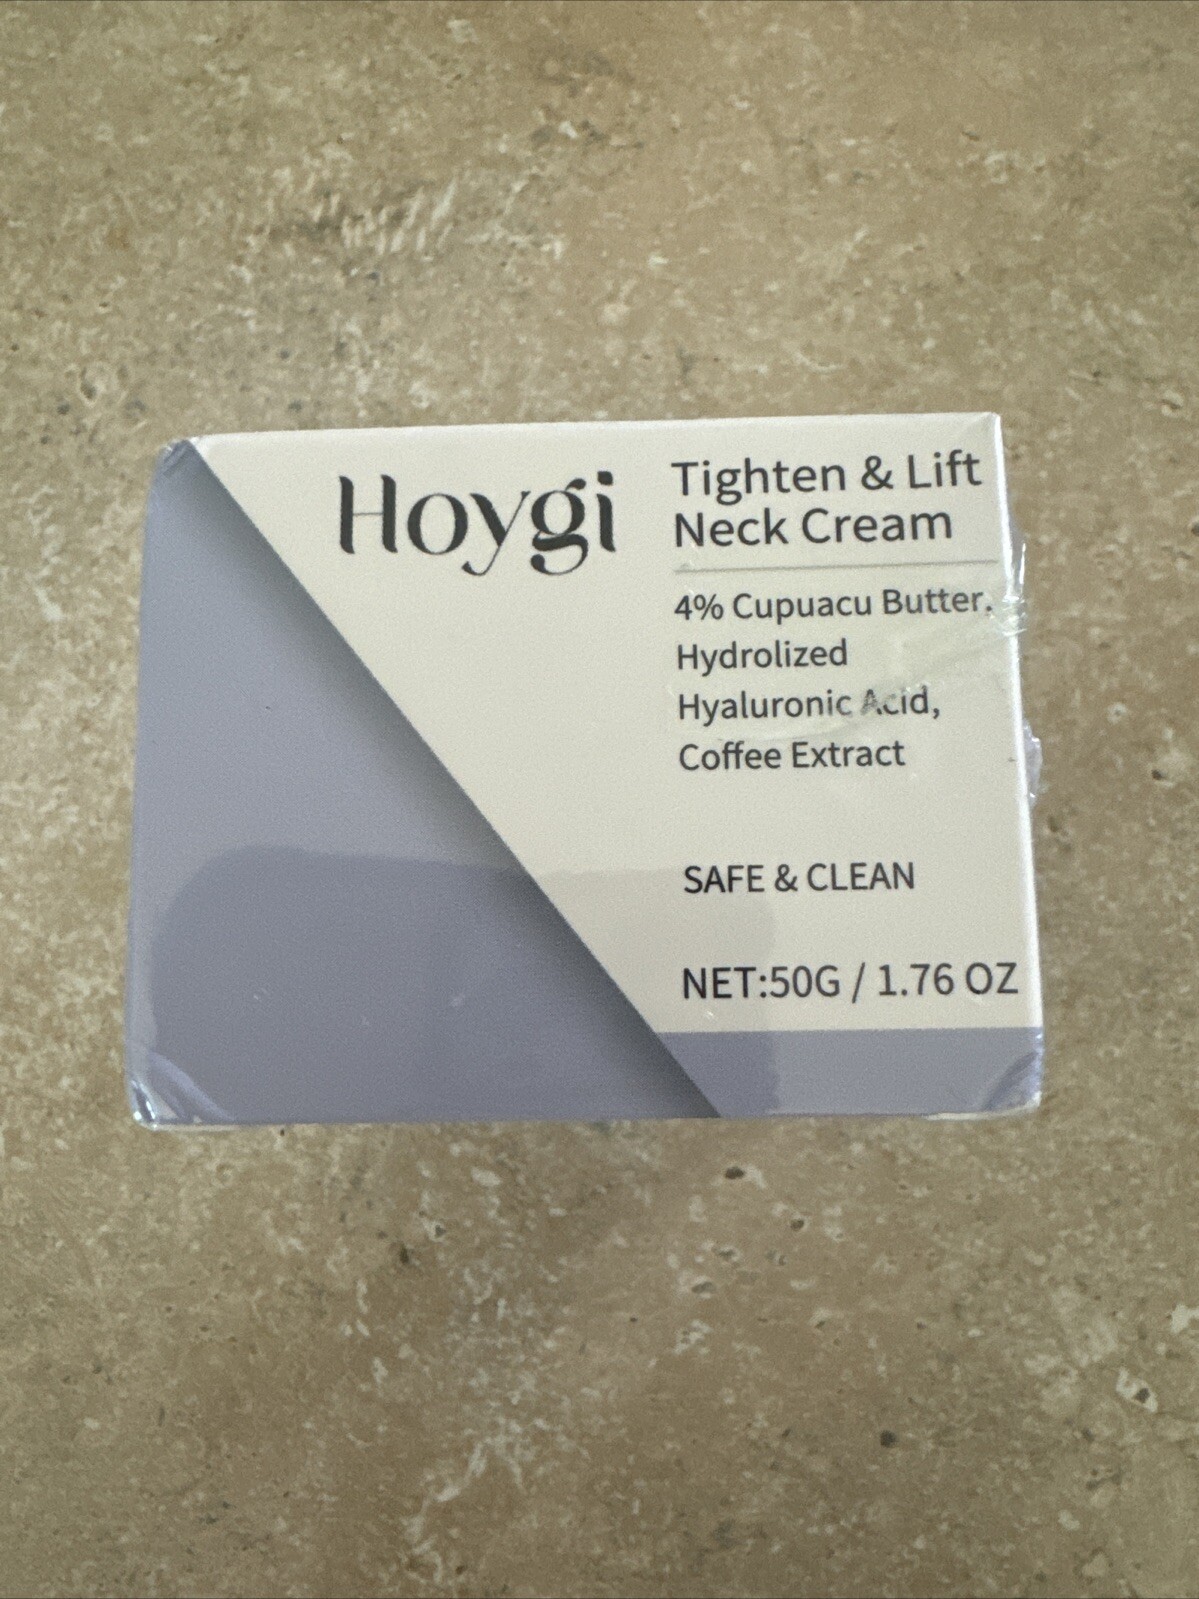 Hoygi
Tighten & Lift
Neck Cream
4% Cupuacu Butter.
Hydrolized
Hyaluronic Acid,
Coffee Extract
SAFE & CLEAN
NET:50G / 1.76 OZ